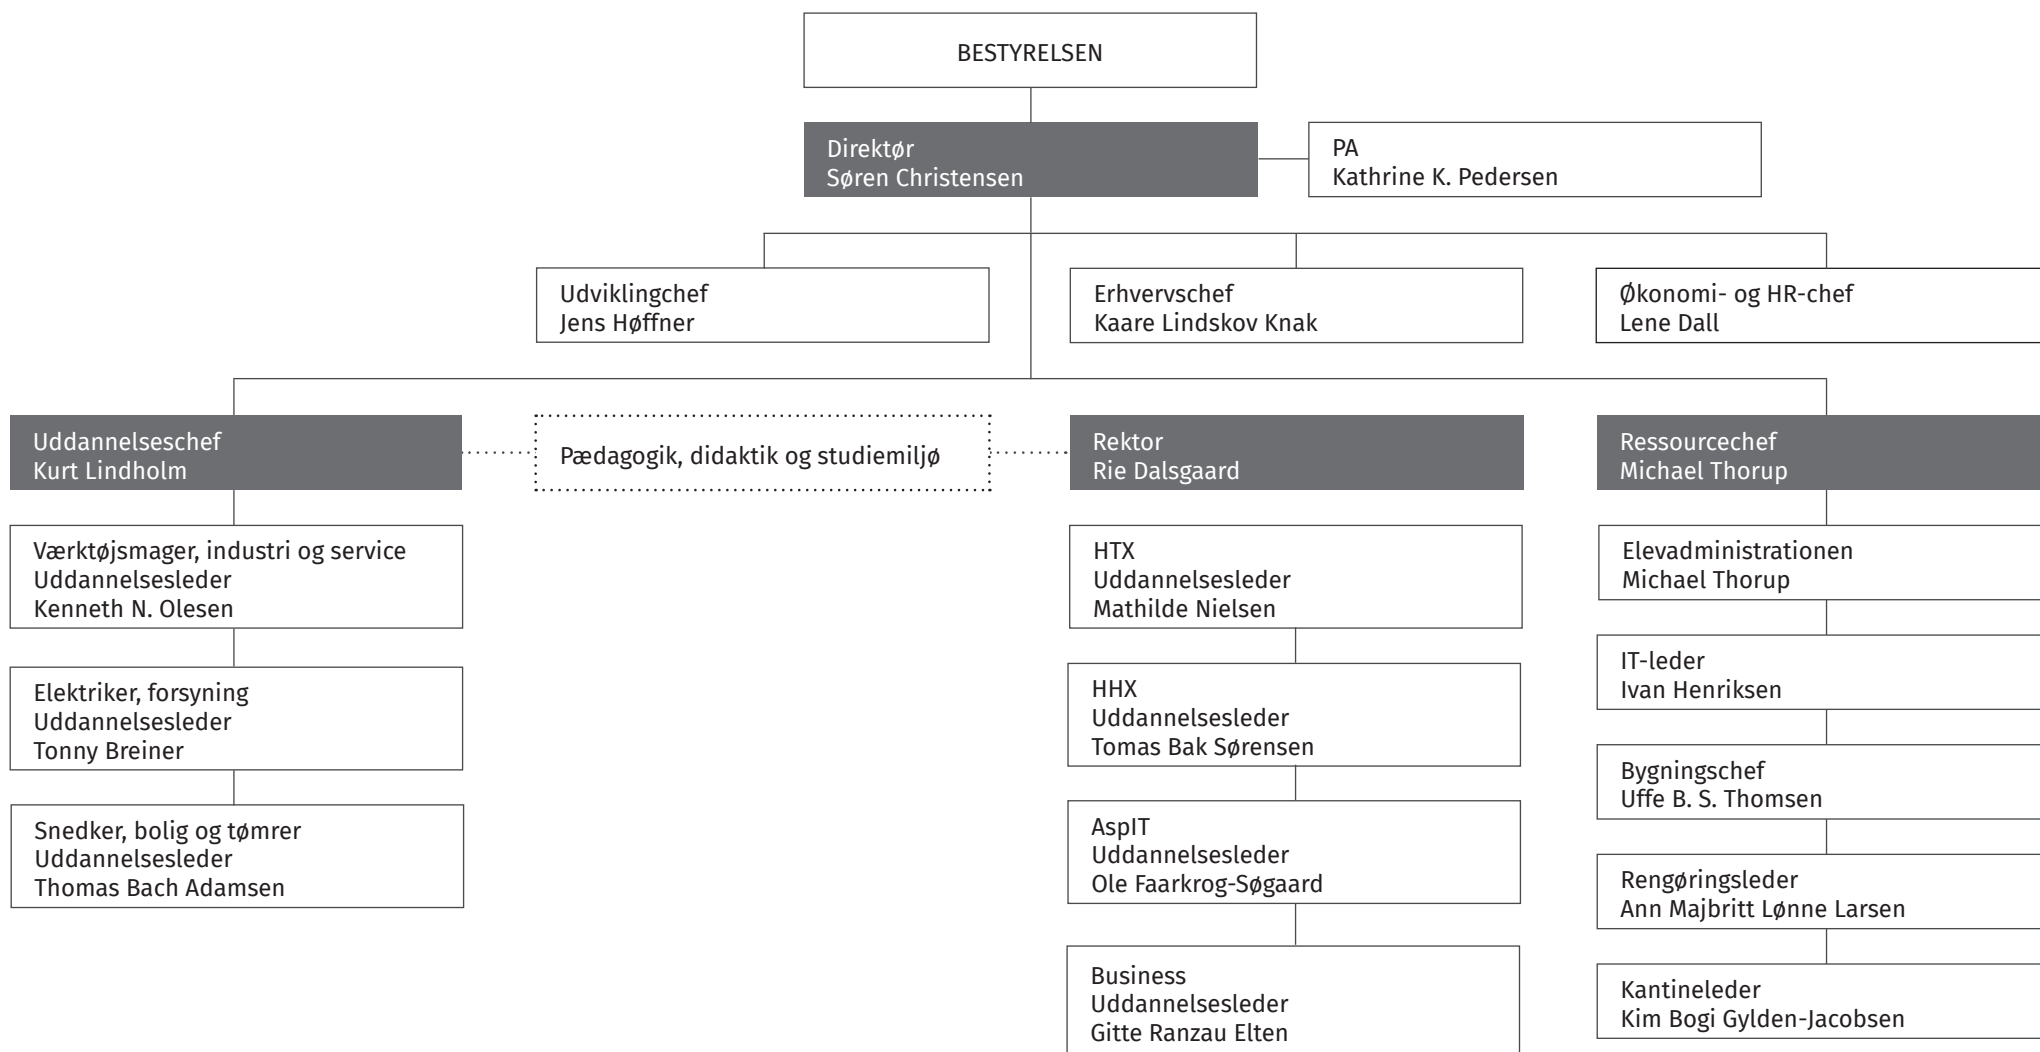 BESTYRELSEN
Direktør
Søren Christensen
PA
Kathrine K. Pedersen
Udviklingchef
Jens Høffner
Erhvervschef
Kaare Lindskov Knak
Økonomi- og HR-chef
Lene Dall
Uddannelseschef
Kurt Lindholm
Pædagogik, didaktik og studiemiljø
Rektor
Rie Dalsgaard
Ressourcechef
Michael Thorup
Værktøjsmager, industri og service
Uddannelsesleder
Kenneth N. Olesen
Elektriker, forsyning
Uddannelsesleder
Tonny Breiner
Snedker, bolig og tømrer
Uddannelsesleder
Thomas Bach Adamsen
HTX
Uddannelsesleder
Mathilde Nielsen
HHX
Uddannelsesleder
Tomas Bak Sørensen
AspIT
Uddannelsesleder
Ole Faarkrog-Søgaard
Business
Uddannelsesleder
Gitte Ranzau Elten
Elevadministrationen
Michael Thorup
IT-leder
Ivan Henriksen
Bygningschef
Uffe B. S. Thomsen
Rengøringsleder
Ann Majbritt Lønne Larsen
Kantineleder
Kim Bogi Gylden-Jacobsen